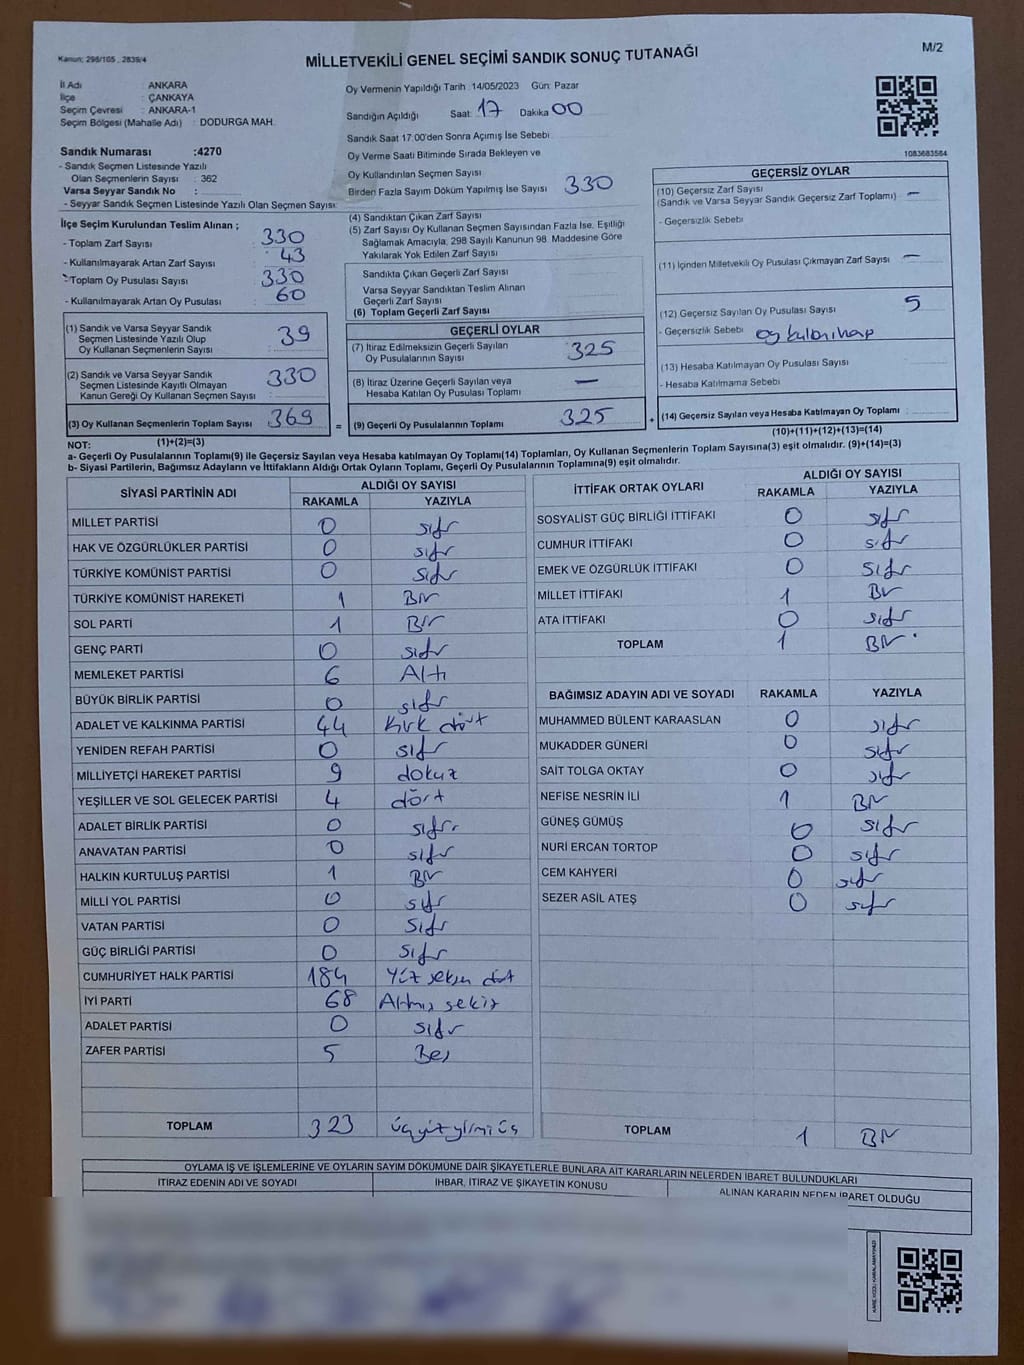 Kanun: 298/105 , 2839/4
MİLLETVEKİLİ GENEL SEÇİMİ SANDIK SONUÇ TUTANAĞI
M/2
İl Adı : ANKARA
İlçe : ÇANKAYA
Seçim Çevresi : ANKARA-1
Seçim Bölgesi (Mahalle Adı) : DODURGA MAH.
Sandık Numarası :4270
- Sandık Seçmen Listesinde Yazılı
Olan Seçmenlerin Sayısı : 362
Varsa Seyyar Sandık No :
- Seyyar Sandık Seçmen Listesinde Yazılı Olan Seçmen Sayısı:
Oy Vermenin Yapıldığı Tarih :14/05/2023 Gün: Pazar
Sandığın Açıldığı Saat: 17 Dakika 00
Sandık Saat 17:00'den Sonra Açımış İse Sebebi
Oy Verme Saati Bitiminde Sırada Bekleyen ve
Oy Kullandırılan Seçmen Sayısı
Birden Fazla Sayım Döküm Yapılmış İse Sayısı 330
1083683584
İlçe Seçim Kurulundan Teslim Alınan ;
- Toplam Zarf Sayısı : 330
- Kullanılmayarak Artan Zarf Sayısı : 43
- Toplam Oy Pusulası Sayısı : 330
- Kullanılmayarak Artan Oy Pusulası : 60
(1) Sandık ve Varsa Seyyar Sandık
Seçmen Listesinde Yazılı Olup
Oy Kullanan Seçmenlerin Sayısı : 39
(2) Sandık ve Varsa Seyyar Sandık
Seçmen Listesinde Kayıtlı Olmayan
Kanun Gereği Oy Kullanan Seçmen Sayısı : 330
(3) Oy Kullanan Seçmenlerin Toplam Sayısı : 369
(4) Sandıktan Çıkan Zarf Sayısı
(5) Zarf Sayısı Oy Kullanan Seçmen Sayısından Fazla İse, Eşitliği
Sağlamak Amacıyla, 298 Sayılı Kanunun 98. Maddesine Göre
Yakılarak Yok Edilen Zarf Sayısı
Sandıkta Çıkan Geçerli Zarf Sayısı
Varsa Seyyar Sandıktan Teslim Alınan
Geçerli Zarf Sayısı
(6) Toplam Geçerli Zarf Sayısı
GEÇERLİ OYLAR
(7) İtiraz Edilmeksizin Geçerli Sayılan
Oy Pusulalarının Sayısı 325
(8) İtiraz Üzerine Geçerli Sayılan veya
Hesaba Katılan Oy Pusulası Toplamı —
= (9) Geçerli Oy Pusulalarının Toplamı 325
GEÇERSİZ OYLAR
(10) Geçersiz Zarf Sayısı
(Sandık ve Varsa Seyyar Sandık Geçersiz Zarf Toplamı) —
- Geçersizlik Sebebi
(11) İçinden Milletvekili Oy Pusulası Çıkmayan Zarf Sayısı —
(12) Geçersiz Sayılan Oy Pusulası Sayısı 5
- Geçersizlik Sebebi
(13) Hesaba Katılmayan Oy Pusulası Sayısı
- Hesaba Katılmama Sebebi
+ (14) Geçersiz Sayılan veya Hesaba Katılmayan Oy Toplamı :
NOT: (1)+(2)=(3) (10)+(11)+(12)+(13)=(14)
a- Geçerli Oy Pusulalarının Toplamı(9) ile Geçersiz Sayılan veya Hesaba katılmayan Oy Toplamı(14) Toplamları, Oy Kullanan Seçmenlerin Toplam Sayısına(3) eşit olmalıdır. (9)+(14)=(3)
b- Siyasi Partilerin, Bağımsız Adayların ve İttifakların Aldığı Ortak Oyların Toplamı, Geçerli Oy Pusulalarının Toplamına(9) eşit olmalıdır.
SİYASİ PARTİNİN ADI ALDIĞI OY SAYISI
RAKAMLA YAZIYLA
MİLLET PARTİSİ 0 sıfır
HAK VE ÖZGÜRLÜKLER PARTİSİ 0 sıfır
TÜRKİYE KOMÜNİST PARTİSİ 0 sıfır
TÜRKİYE KOMÜNİST HAREKETİ 1 Bir
SOL PARTİ 1 Bir
GENÇ PARTİ 0 sıfır
MEMLEKET PARTİSİ 6 Altı
BÜYÜK BİRLİK PARTİSİ 0 sıfır
ADALET VE KALKINMA PARTİSİ 44 Kırk dört
YENİDEN REFAH PARTİSİ 0 sıfır
MİLLİYETÇİ HAREKET PARTİSİ 9 dokuz
YEŞİLLER VE SOL GELECEK PARTİSİ 4 dört
ADALET BİRLİK PARTİSİ 0 sıfır
ANAVATAN PARTİSİ 0 sıfır
HALKIN KURTULUŞ PARTİSİ 1 Bir
MİLLİ YOL PARTİSİ 0 sıfır
VATAN PARTİSİ 0 sıfır
GÜÇ BİRLİĞİ PARTİSİ 0 sıfır
CUMHURİYET HALK PARTİSİ 184 Yüz seksen dört
İYİ PARTİ 68 Altmış sekiz
ADALET PARTİSİ 0 sıfır
ZAFER PARTİSİ 5 Beş
TOPLAM 323 üçyüzyirmi üç
İTTİFAK ORTAK OYLARI ALDIĞI OY SAYISI
RAKAMLA YAZIYLA
SOSYALİST GÜÇ BİRLİĞİ İTTİFAKI 0 sıfır
CUMHUR İTTİFAKI 0 sıfır
EMEK VE ÖZGÜRLÜK İTTİFAKI 0 sıfır
MİLLET İTTİFAKI 1 Bir
ATA İTTİFAKI 0 sıfır
TOPLAM 1 Bir
BAĞIMSIZ ADAYIN ADI VE SOYADI RAKAMLA YAZIYLA
MUHAMMED BÜLENT KARAASLAN 0 sıfır
MUKADDER GÜNERİ 0 sıfır
SAİT TOLGA OKTAY 0 sıfır
NEFİSE NESRİN İLİ 1 Bir
GÜNEŞ GÜMÜŞ 0 sıfır
NURİ ERCAN TORTOP 0 sıfır
CEM KAHYERİ 0 sıfır
SEZER ASİL ATEŞ 0 sıfır
TOPLAM 1 Bir
OYLAMA İŞ VE İŞLEMLERİNE VE OYLARIN SAYIM DÖKÜMÜNE DAİR ŞİKAYETLERLE BUNLARA AİT KARARLARIN NELERDEN İBARET BULUNDUKLARI
İTİRAZ EDENİN ADI VE SOYADI İHBAR, İTİRAZ VE ŞİKAYETİN KONUSU ALINAN KARARIN NEDEN İBARET OLDUĞU